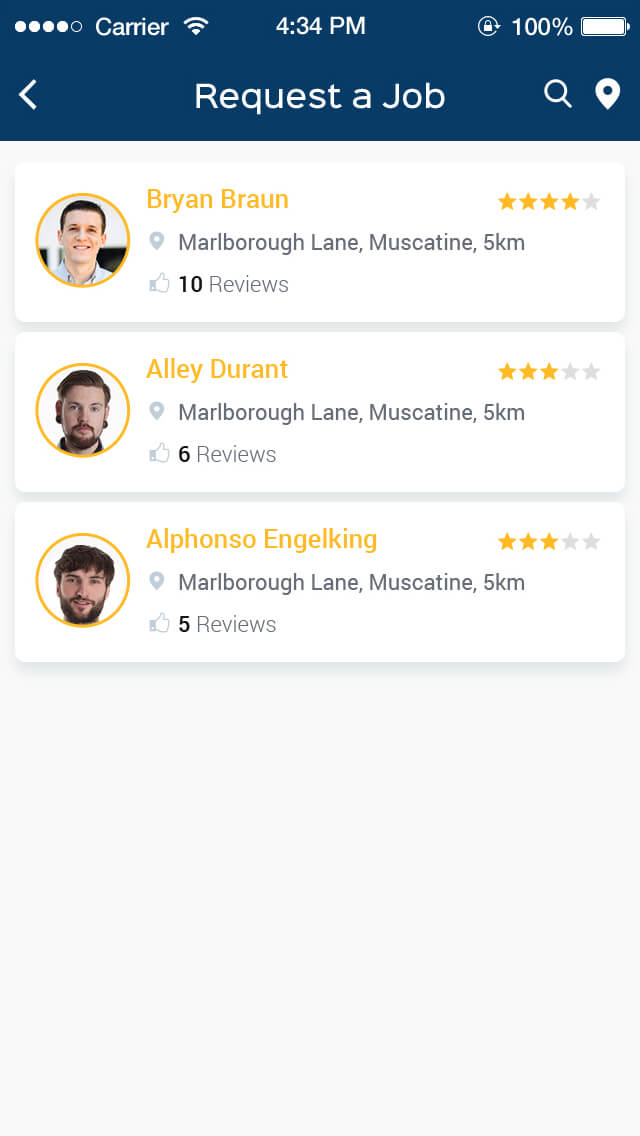 Carrier 4:34 PM 100%
Request a Job
Bryan Braun
Marlborough Lane, Muscatine, 5km
10 Reviews
Alley Durant
Marlborough Lane, Muscatine, 5km
6 Reviews
Alphonso Engelking
Marlborough Lane, Muscatine, 5km
5 Reviews